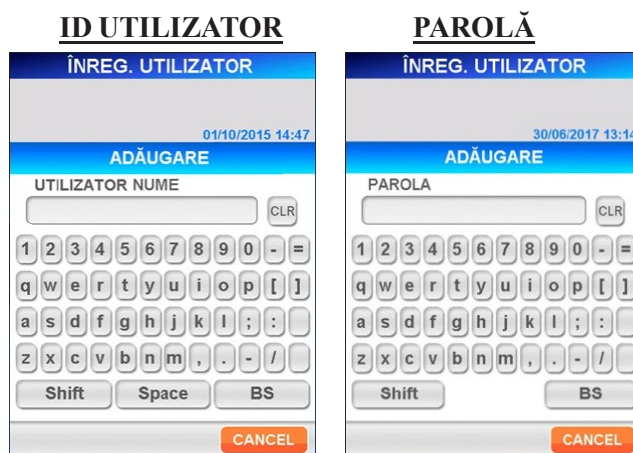 ID UTILIZATOR
ÎNREG. UTILIZATOR
01/10/2015 14:47
ADĂUGARE
UTILIZATOR NUME
CLR
1 2 3 4 5 6 7 8 9 0 - =
q w e r t y u i o p [ ]
a s d f g h j k l ; :
z x c v b n m , . - /
Shift Space BS
CANCEL
PAROLĂ
ÎNREG. UTILIZATOR
30/06/2017 13:14
ADĂUGARE
PAROLA
CLR
1 2 3 4 5 6 7 8 9 0 - =
q w e r t y u i o p [ ]
a s d f g h j k l ; :
z x c v b n m , . - /
Shift BS
CANCEL